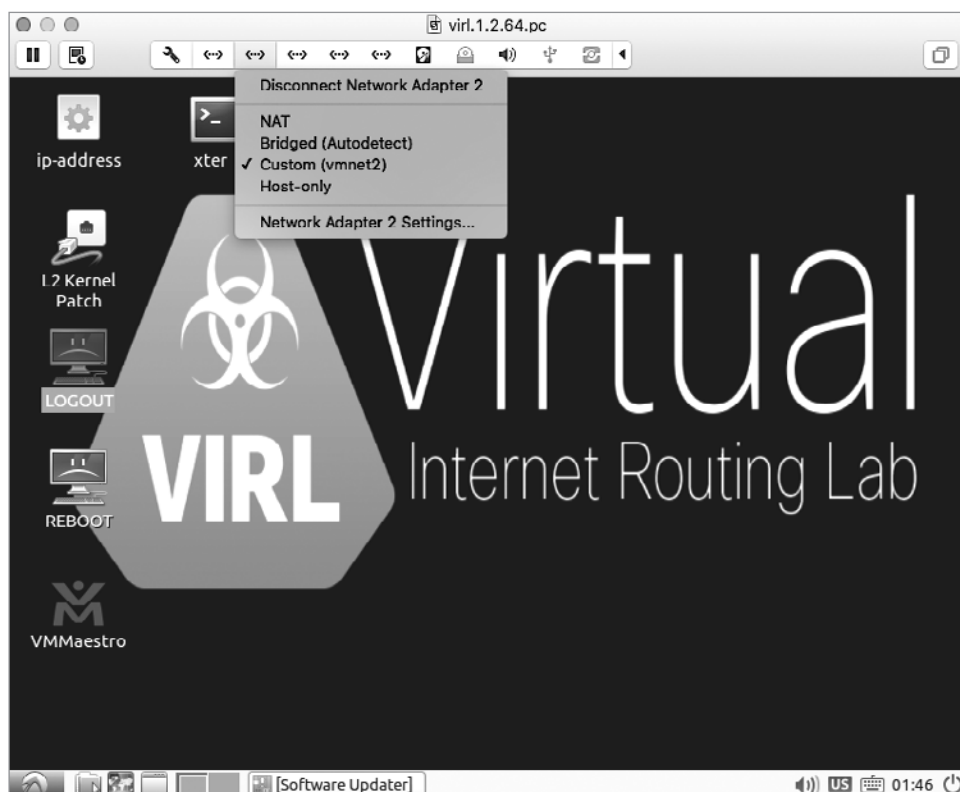 virl.1.2.64.pc
Disconnect Network Adapter 2
NAT
Bridged (Autodetect)
✓ Custom (vmnet2)
Host-only
Network Adapter 2 Settings...
ip-address
xter
L2 Kernel
Patch
LOGOUT
REBOOT
VMMaestro
VIRL
Virtual
Internet Routing Lab
[Software Updater]
US
01:46